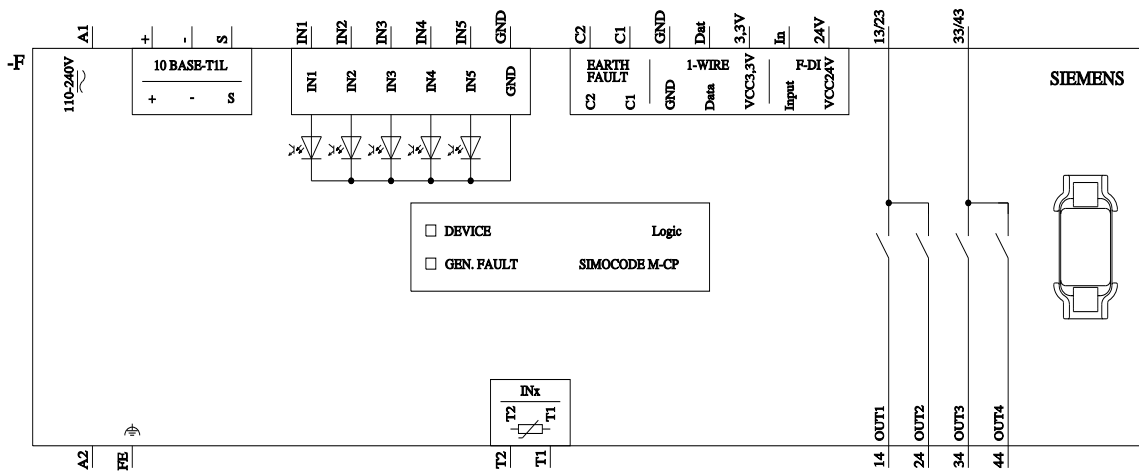 A1 + - S IN1 IN2 IN3 IN4 IN5 GND C2 C1 GND Dat 3,3V In 24V 13/23 33/43
-F
110-240V
10 BASE-T1L
+ - S
IN1 IN2 IN3 IN4 IN5 GND
EARTH FAULT
1-WIRE
F-DI
C2 C1 GND Data VCC3,3V Input VCC24V
SIEMENS
DEVICE Logic
GEN. FAULT SIMOCODE M-CP
INx
T2 T1
OUT1 OUT2 OUT3 OUT4
A2 FE T2 T1 14 24 34 44